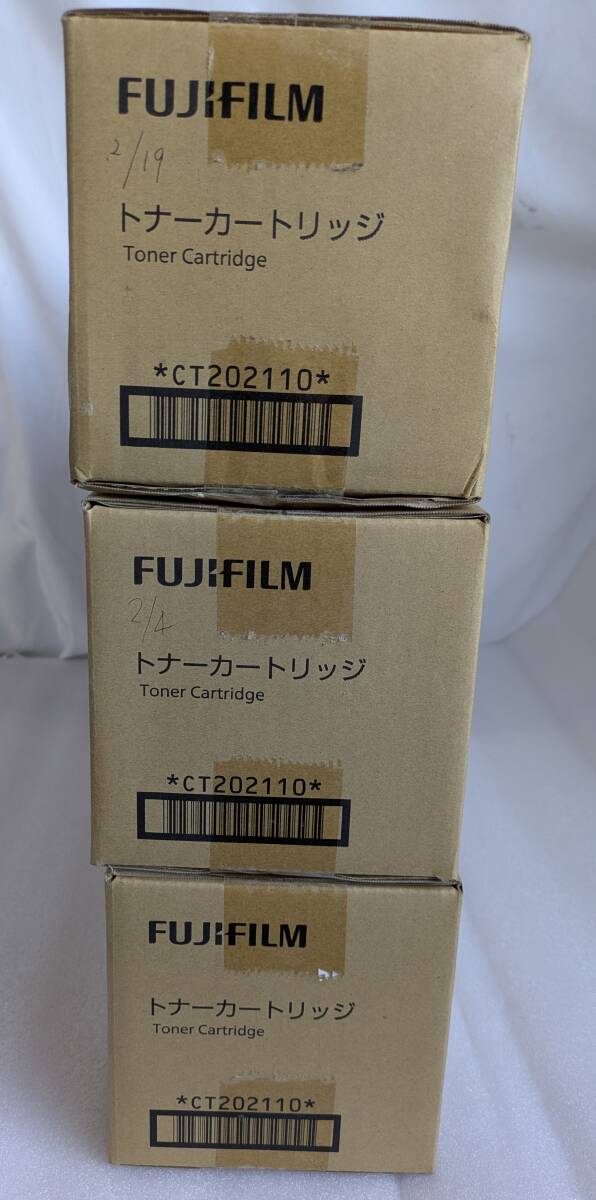 FUJIFILM
2/19
トナーカートリッジ
Toner Cartridge
*CT202110*
FUJIFILM
2/4
トナーカートリッジ
Toner Cartridge
*CT202110*
FUJIFILM
トナーカートリッジ
Toner Cartridge
*CT202110*